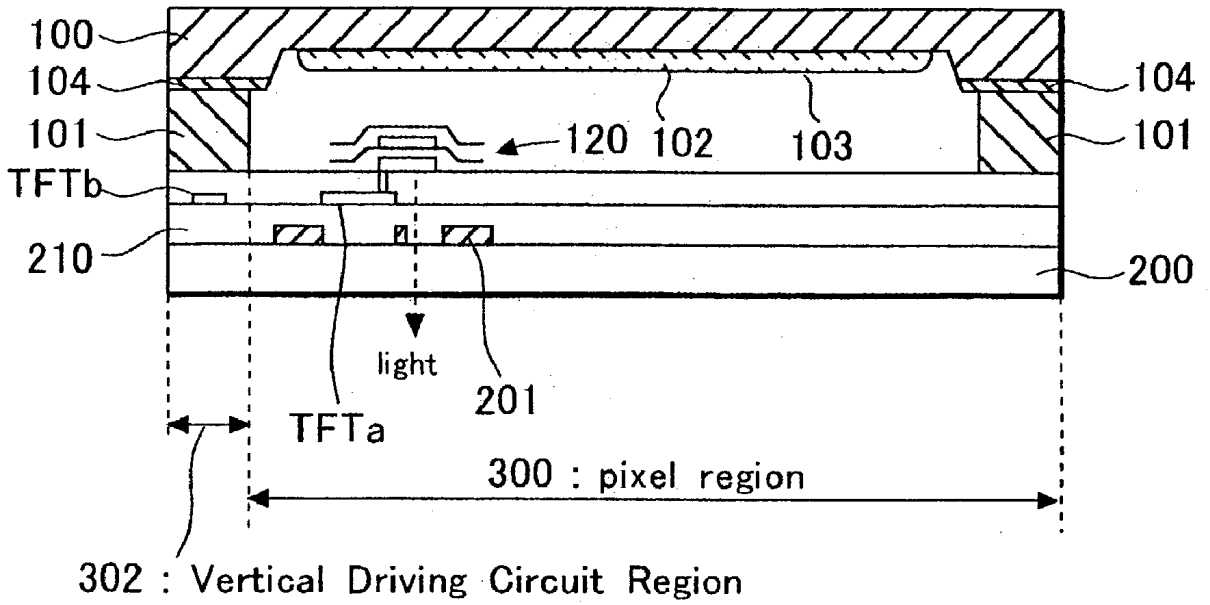 100
104 104
101 120 102 103 101
TFTb
210 200
light 201
TFTa
300 : pixel region
302 : Vertical Driving Circuit Region